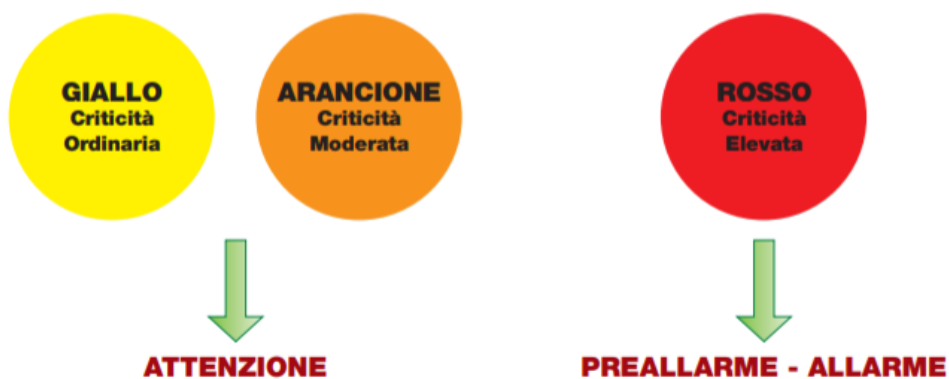 GIALLO
Criticità
Ordinaria
ARANCIONE
Criticità
Moderata
ROSSO
Criticità
Elevata
ATTENZIONE
PREALLARME - ALLARME